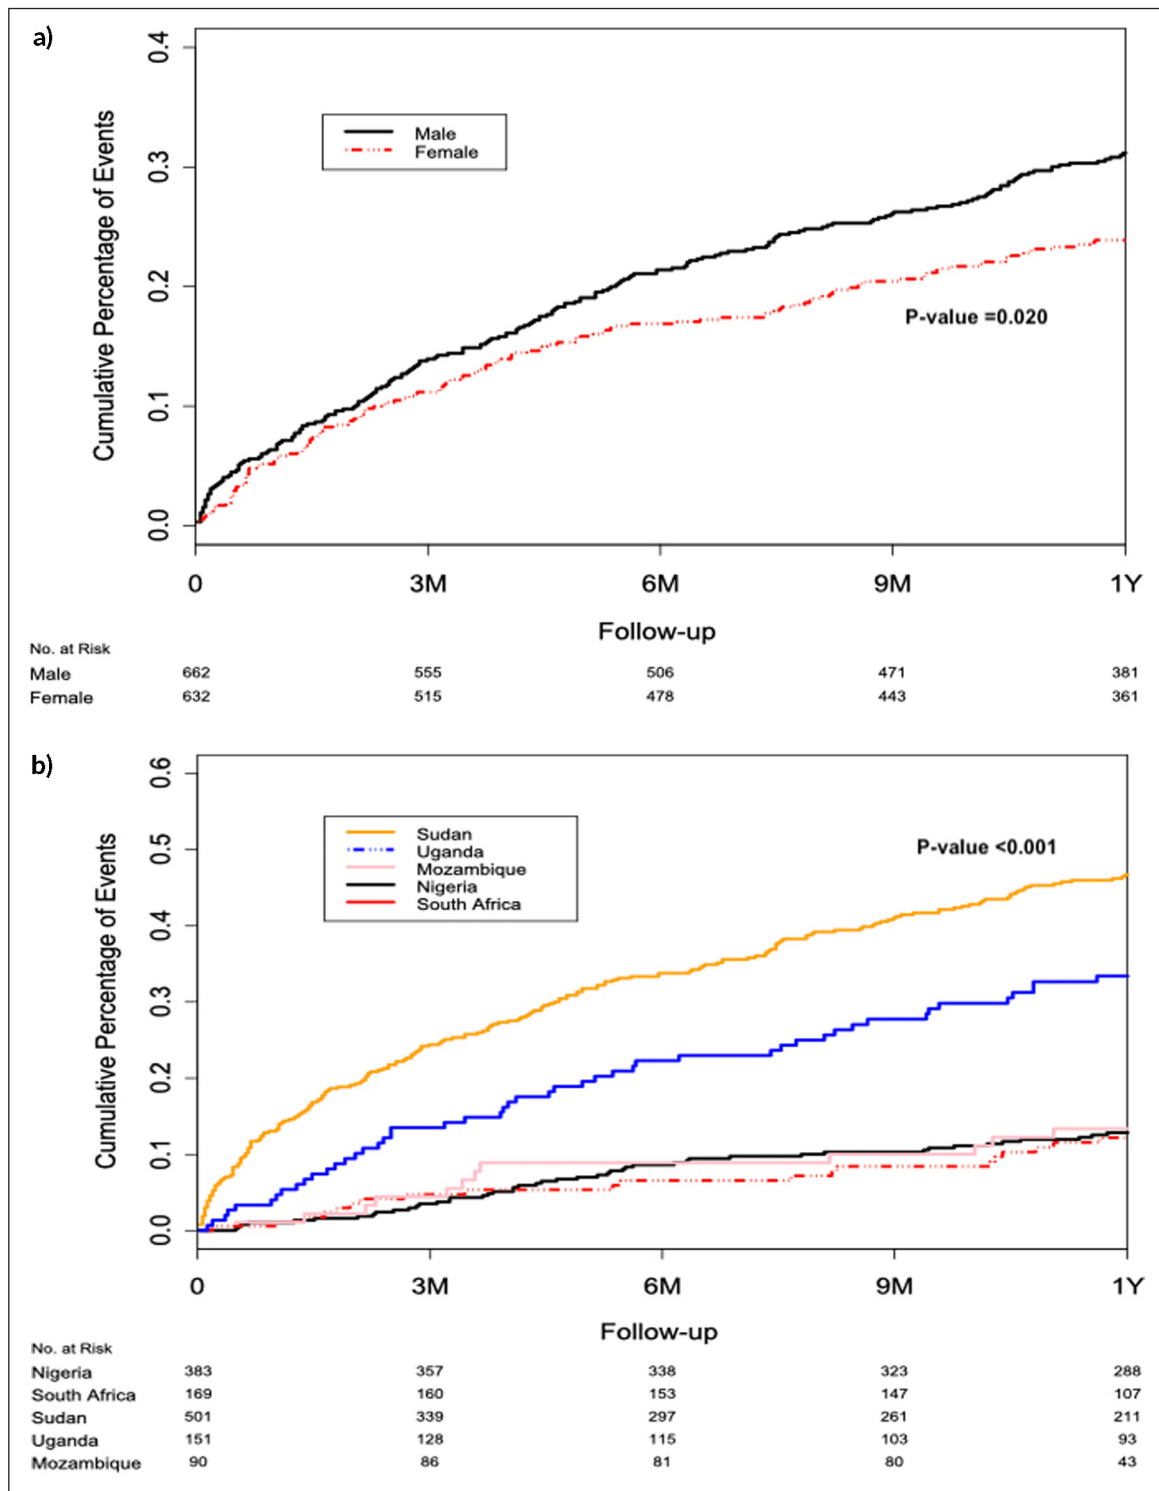 a)
Cumulative Percentage of Events
0.4
0.3
0.2
0.1
0.0
Male
Female
P-value =0.020
0 3M 6M 9M 1Y
Follow-up
No. at Risk
Male 662 555 506 471 381
Female 632 515 478 443 361
b)
Cumulative Percentage of Events
0.6
0.5
0.4
0.3
0.2
0.1
0.0
Sudan
Uganda
Mozambique
Nigeria
South Africa
P-value <0.001
0 3M 6M 9M 1Y
Follow-up
No. at Risk
Nigeria 383 357 338 323 288
South Africa 169 160 153 147 107
Sudan 501 339 297 261 211
Uganda 151 128 115 103 93
Mozambique 90 86 81 80 43